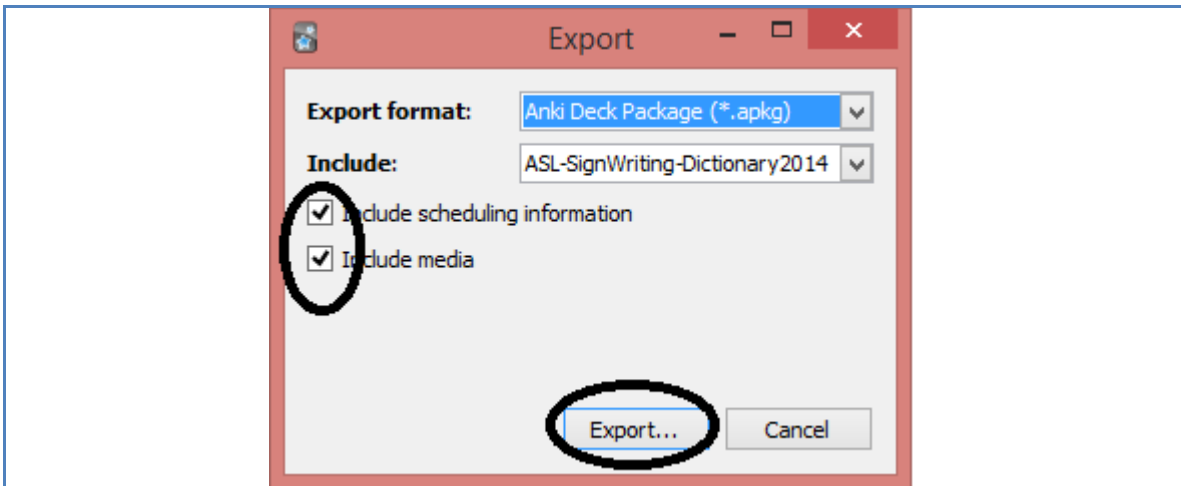 Export
Export format: Anki Deck Package (*.apkg)
Include: ASL-SignWriting-Dictionary2014
Include scheduling information
Include media
Export... Cancel